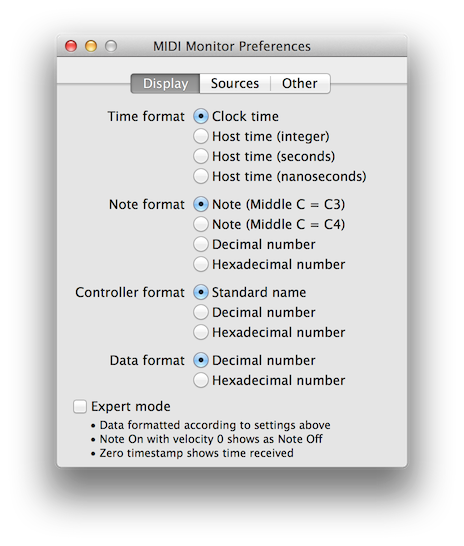 MIDI Monitor Preferences
Display Sources Other
Time format Clock time
Host time (integer)
Host time (seconds)
Host time (nanoseconds)
Note format Note (Middle C = C3)
Note (Middle C = C4)
Decimal number
Hexadecimal number
Controller format Standard name
Decimal number
Hexadecimal number
Data format Decimal number
Hexadecimal number
Expert mode
• Data formatted according to settings above
• Note On with velocity 0 shows as Note Off
• Zero timestamp shows time received